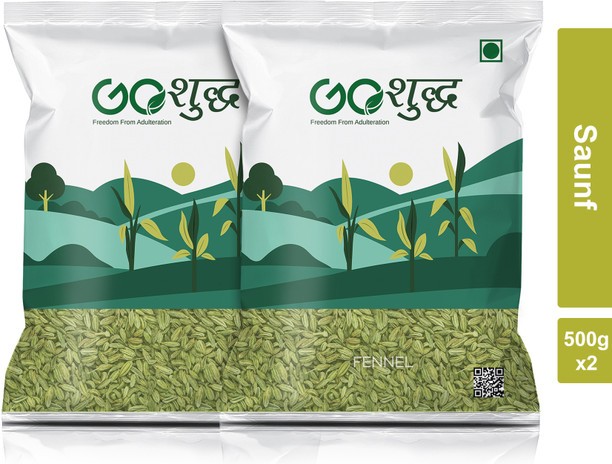 GOशुद्ध
Freedom From Adulteration
GOशुद्ध
Freedom From Adulteration
FENNEL
Saunf
500g
x2